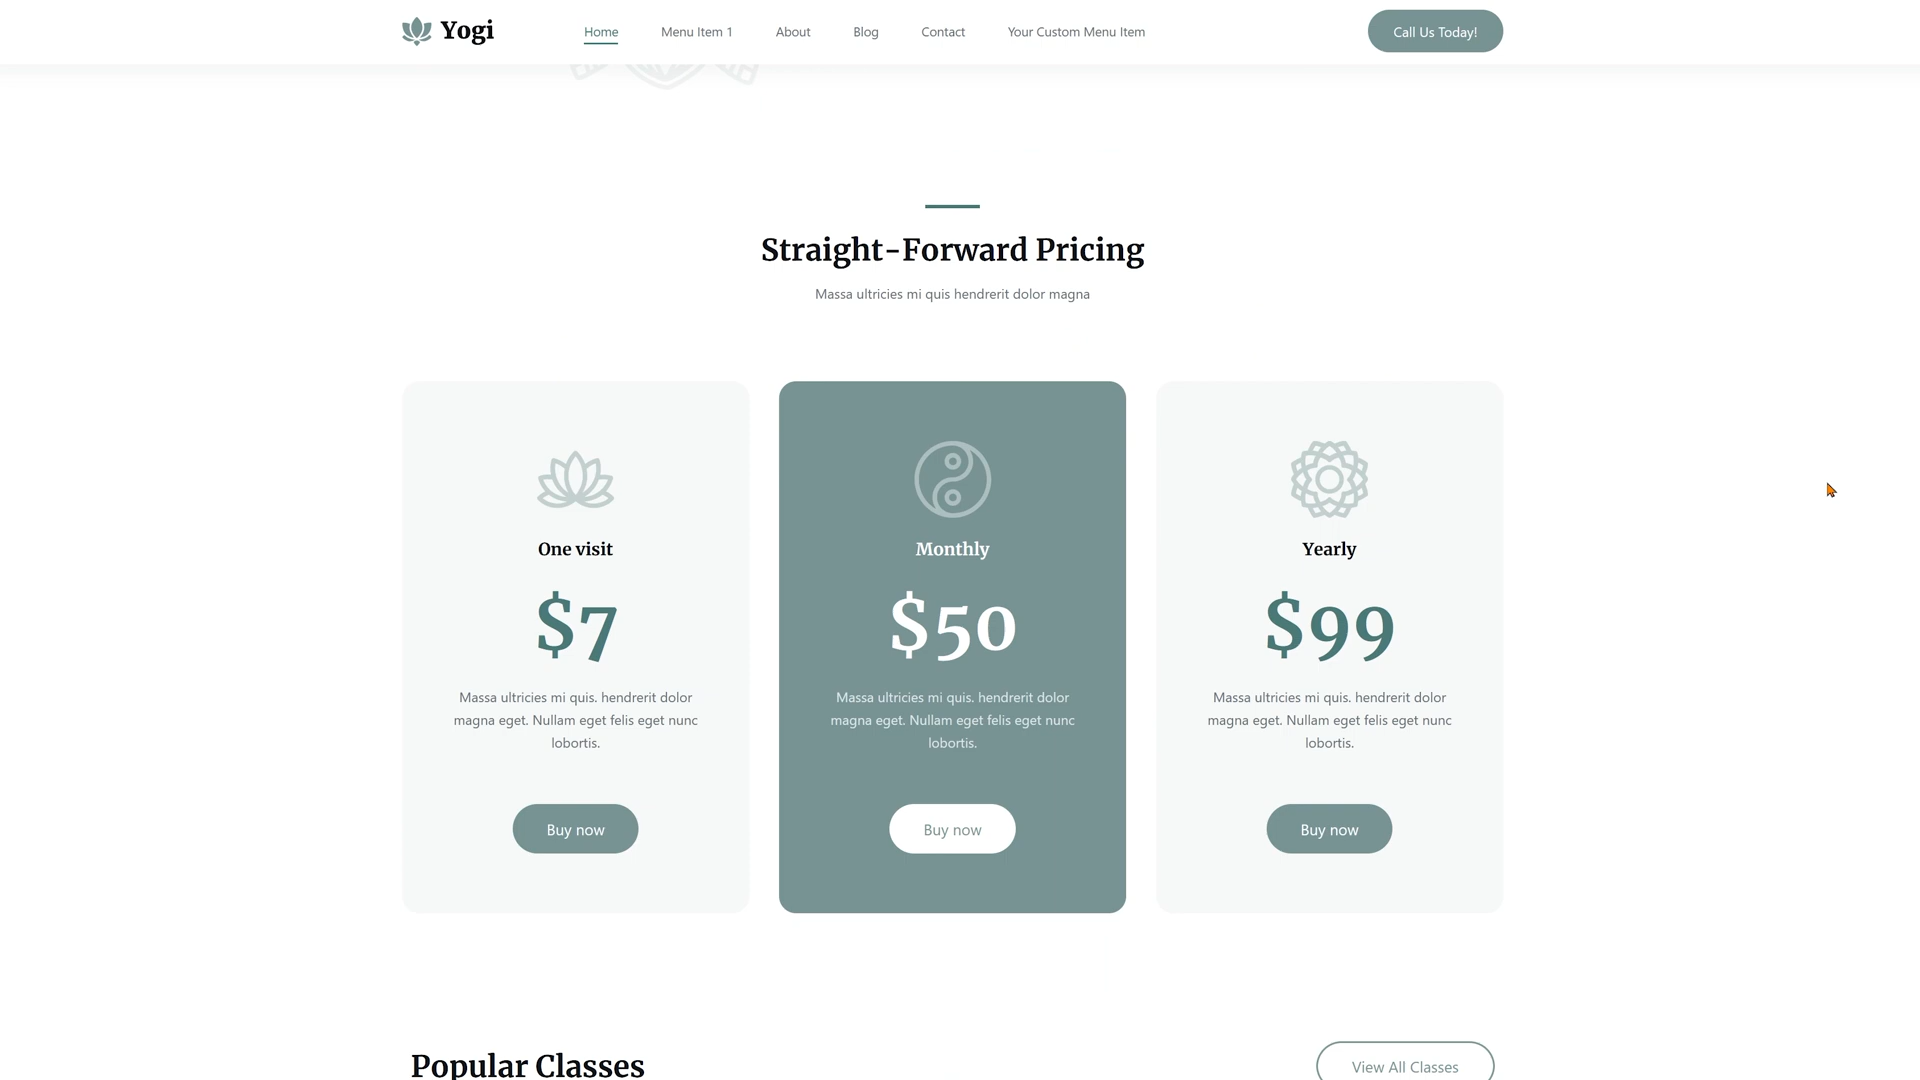 Yogi
Home
Menu Item 1
About
Blog
Contact
Your Custom Menu Item
Call Us Today!
Straight-Forward Pricing
Massa ultricies mi quis hendrerit dolor magna
One visit
$7
Massa ultricies mi quis. hendrerit dolor
magna eget. Nullam eget felis eget nunc
lobortis.
Buy now
Monthly
$50
Massa ultricies mi quis. hendrerit dolor
magna eget. Nullam eget felis eget nunc
lobortis.
Buy now
Yearly
$99
Massa ultricies mi quis. hendrerit dolor
magna eget. Nullam eget felis eget nunc
lobortis.
Buy now
Popular Classes
View All Classes